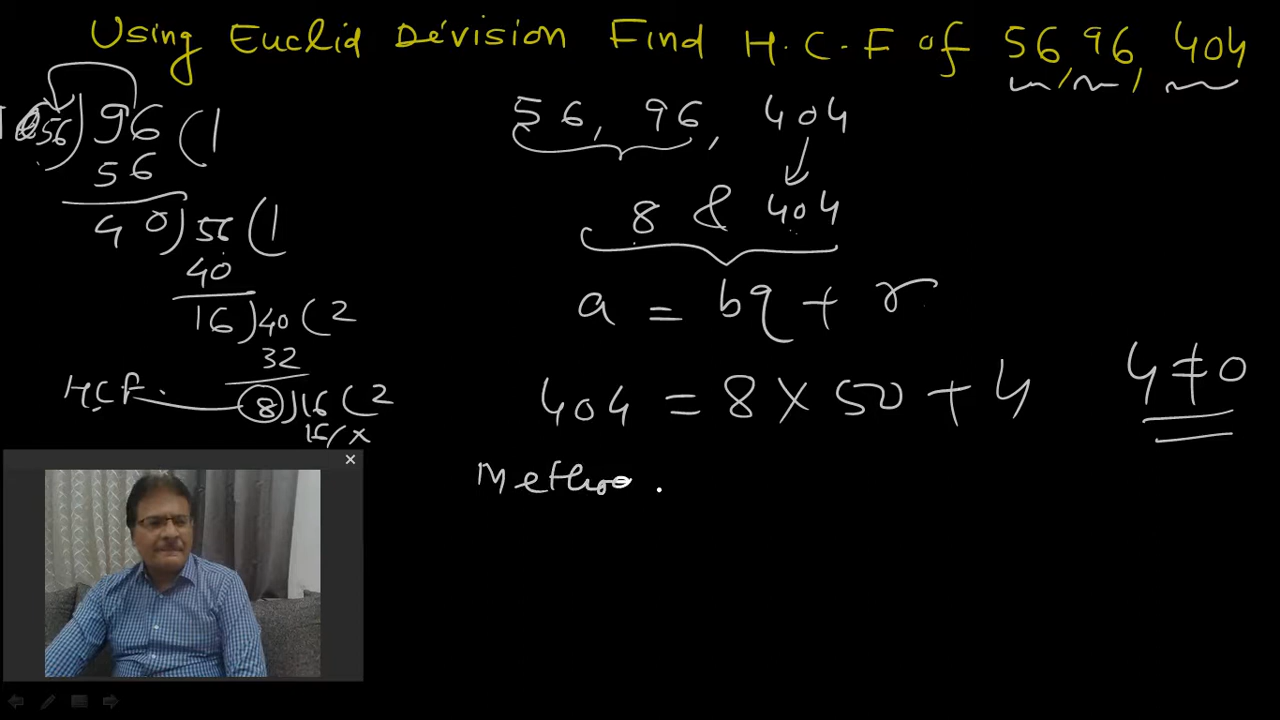 Using Euclid Division Find H.C.F of 56, 96, 404
56) 96 (1
56
40) 56 (1
40
16) 40 (2
32
HCF. 8) 16 (2
16/x
56, 96, 404
8 & 404
a = bq + r
404 = 8 x 50 + 4
4 ≠ 0
Metho